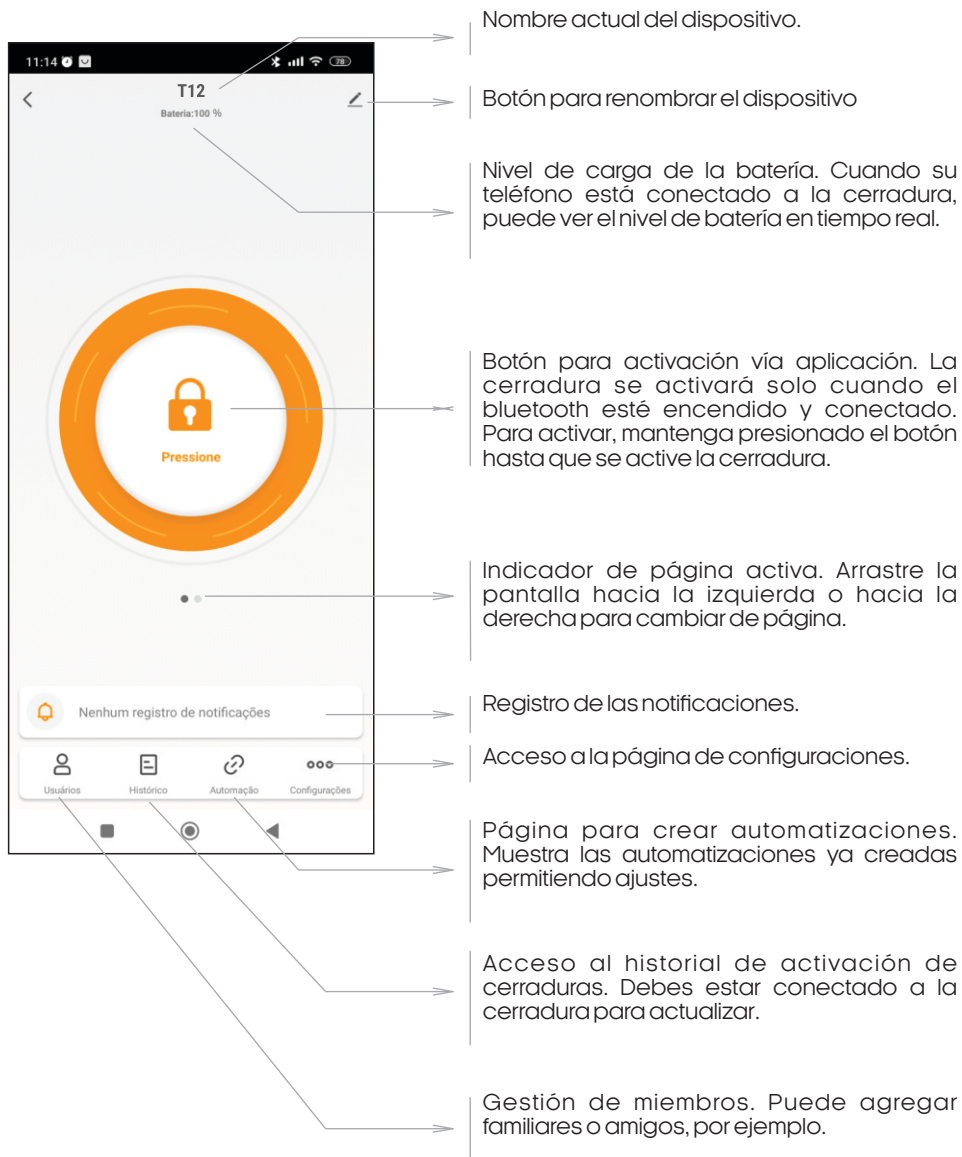 Nombre actual del dispositivo.
11:14
78
T12
Bateria:100 %
Botón para renombrar el dispositivo
Nivel de carga de la batería. Cuando su
teléfono está conectado a la cerradura,
puede ver el nivel de batería en tiempo real.
Pressione
Botón para activación vía aplicación. La
cerradura se activará solo cuando el
bluetooth esté encendido y conectado.
Para activar, mantenga presionado el botón
hasta que se active la cerradura.
Indicador de página activa. Arrastre la
pantalla hacia la izquierda o hacia la
derecha para cambiar de página.
Nenhum registro de notificações
Registro de las notificaciones.
Usuários
Histórico
Automação
Configurações
Acceso a la página de configuraciones.
Página para crear automatizaciones.
Muestra las automatizaciones ya creadas
permitiendo ajustes.
Acceso al historial de activación de
cerraduras. Debes estar conectado a la
cerradura para actualizar.
Gestión de miembros. Puede agregar
familiares o amigos, por ejemplo.